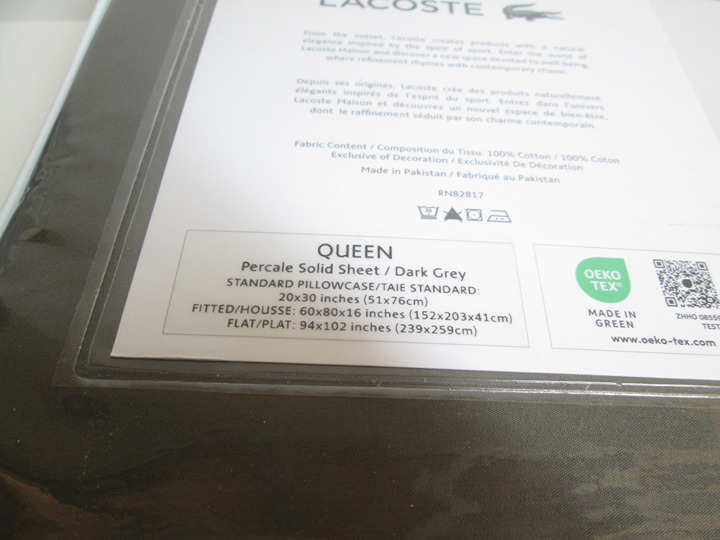 LACOSTE
From the outset, Lacoste creates products with a natural
elegance inspired by the spirit of sport. Enter the world of
Lacoste Maison and discover a new space devoted to well-being,
where refinement rhymes with contemporary charm.
Depuis ses origines, Lacoste crée des produits naturellement
élégants inspirés de l'esprit du sport. Entrez dans l'univers
Lacoste Maison et découvrez un nouvel espace de bien-être,
dont le raffinement séduit par son charme contemporain.
Fabric Content / Composition du Tissu: 100% Cotton / 100% Coton
Exclusive of Decoration / Exclusivité De Décoration
Made in Pakistan / Fabriqué au Pakistan
RN82817
QUEEN
Percale Solid Sheet / Dark Grey
STANDARD PILLOWCASE/TAIE STANDARD:
20x30 inches (51x76cm)
FITTED/HOUSSE: 60x80x16 inches (152x203x41cm)
FLAT/PLAT: 94x102 inches (239x259cm)
OEKO
TEX®
MADE IN
GREEN
ZHHO 0855
TEST
www.oeko-tex.com